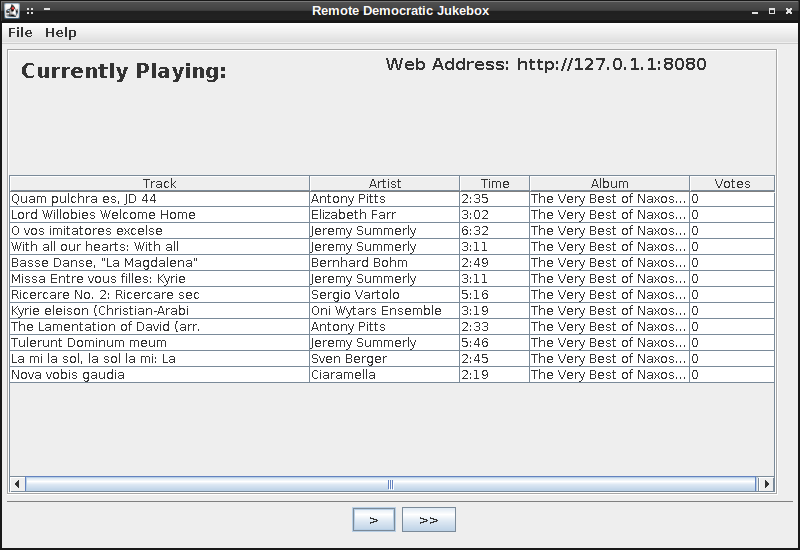 Remote Democratic Jukebox
File Help
Currently Playing:
Web Address: http://127.0.1.1:8080
Track Artist Time Album Votes
Quam pulchra es, JD 44 Antony Pitts 2:35 The Very Best of Naxos... 0
Lord Willobies Welcome Home Elizabeth Farr 3:02 The Very Best of Naxos... 0
O vos imitatores excelse Jeremy Summerly 6:32 The Very Best of Naxos... 0
With all our hearts: With all Jeremy Summerly 3:11 The Very Best of Naxos... 0
Basse Danse, "La Magdalena" Bernhard Bohm 2:49 The Very Best of Naxos... 0
Missa Entre vous filles: Kyrie Jeremy Summerly 3:11 The Very Best of Naxos... 0
Ricercare No. 2: Ricercare sec Sergio Vartolo 5:16 The Very Best of Naxos... 0
Kyrie eleison (Christian-Arabi Oni Wytars Ensemble 3:19 The Very Best of Naxos... 0
The Lamentation of David (arr. Antony Pitts 2:33 The Very Best of Naxos... 0
Tulerunt Dominum meum Jeremy Summerly 5:46 The Very Best of Naxos... 0
La mi la sol, la sol la mi: La Sven Berger 2:45 The Very Best of Naxos... 0
Nova vobis gaudia Ciaramella 2:19 The Very Best of Naxos... 0
> >>